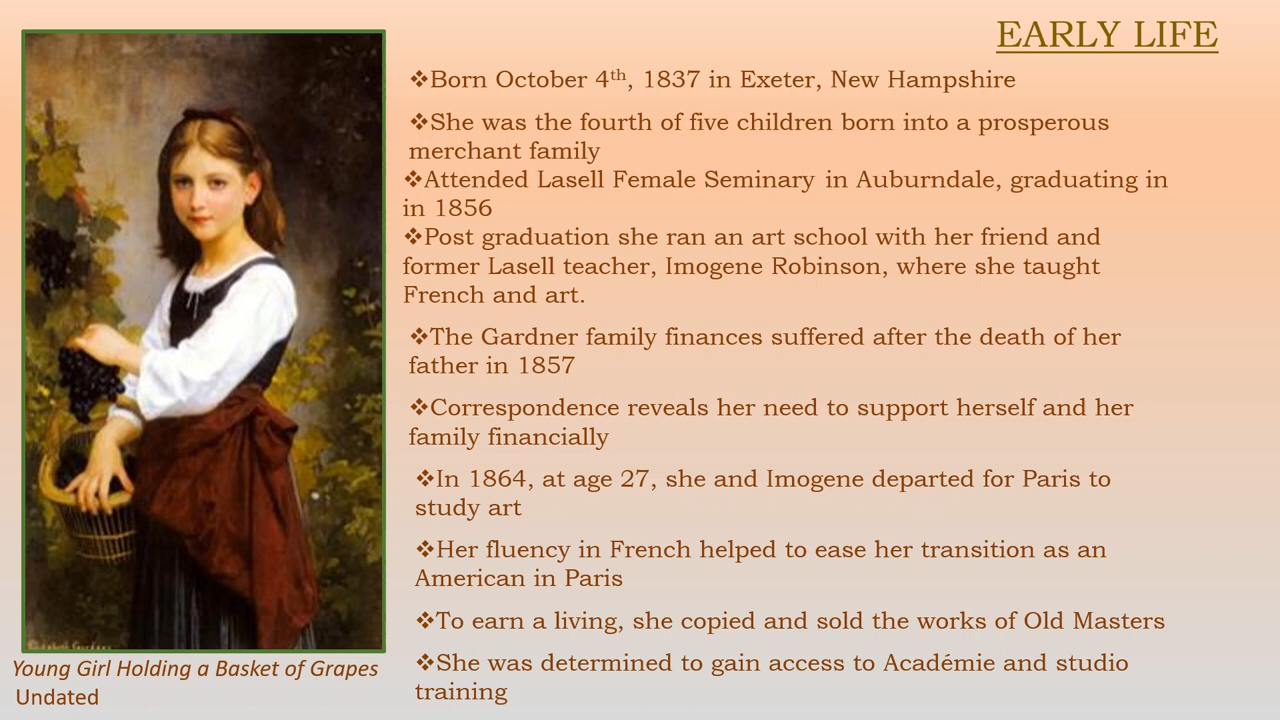 EARLY LIFE
❖Born October 4th, 1837 in Exeter, New Hampshire
❖She was the fourth of five children born into a prosperous
merchant family
❖Attended Lasell Female Seminary in Auburndale, graduating in
in 1856
❖Post graduation she ran an art school with her friend and
former Lasell teacher, Imogene Robinson, where she taught
French and art.
❖The Gardner family finances suffered after the death of her
father in 1857
❖Correspondence reveals her need to support herself and her
family financially
❖In 1864, at age 27, she and Imogene departed for Paris to
study art
❖Her fluency in French helped to ease her transition as an
American in Paris
❖To earn a living, she copied and sold the works of Old Masters
❖She was determined to gain access to Académie and studio
training
Young Girl Holding a Basket of Grapes
Undated